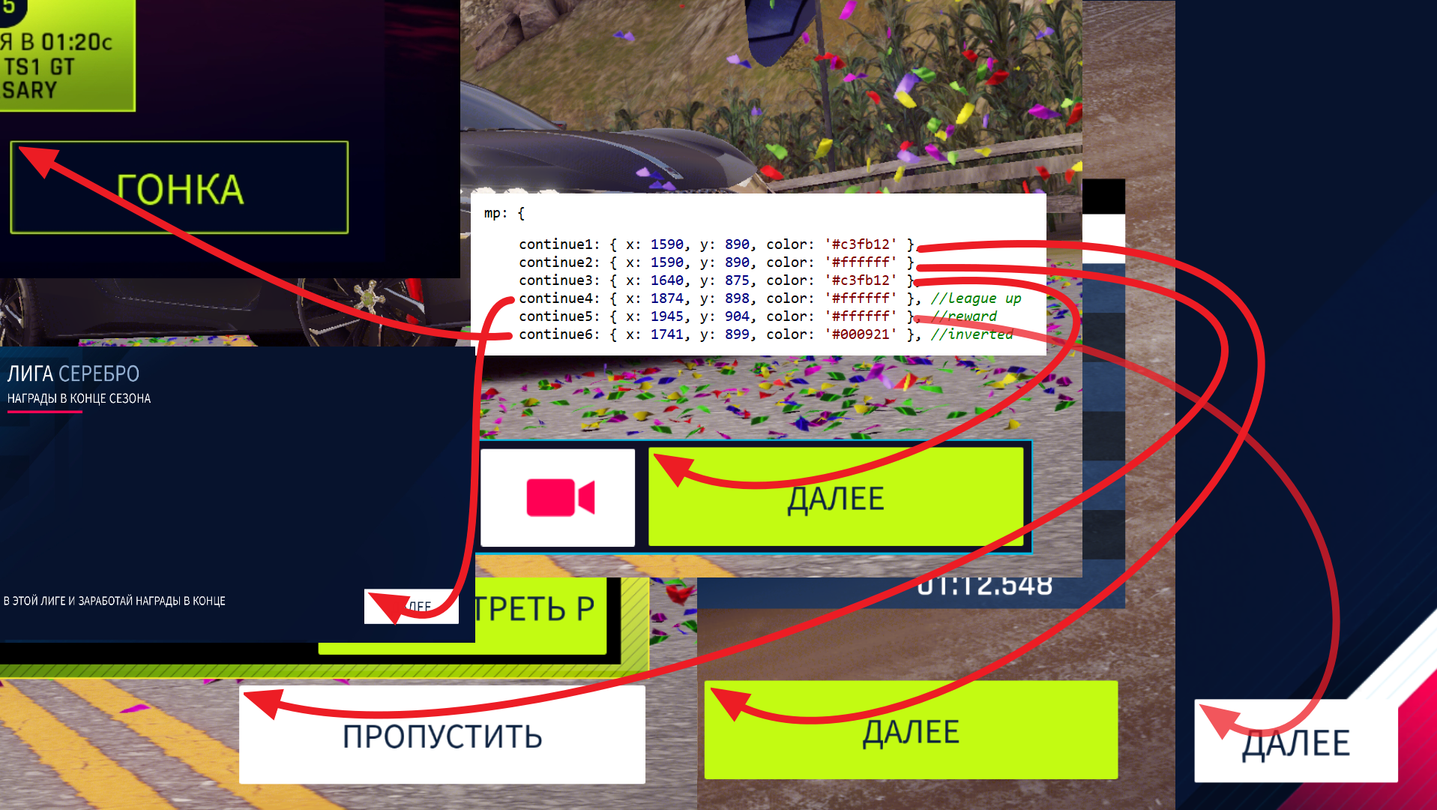 5
Я В 01:20с
TS1 GT
SARY
ГОНКА
mp: {
continue1: { x: 1590, y: 890, color: '#c3fb12' },
continue2: { x: 1590, y: 890, color: '#ffffff' },
continue3: { x: 1640, y: 875, color: '#c3fb12' },
continue4: { x: 1874, y: 898, color: '#ffffff' }, //league up
continue5: { x: 1945, y: 904, color: '#ffffff' }, //reward
continue6: { x: 1741, y: 899, color: '#000921' }, //inverted
ЛИГА СЕРЕБРО
НАГРАДЫ В КОНЦЕ СЕЗОНА
ДАЛЕЕ
В ЭТОЙ ЛИГЕ И ЗАРАБОТАЙ НАГРАДЫ В КОНЦЕ
ЛЕЕ
ТРЕТЬ Р
01:12.548
ПРОПУСТИТЬ
ДАЛЕЕ
ДАЛЕЕ